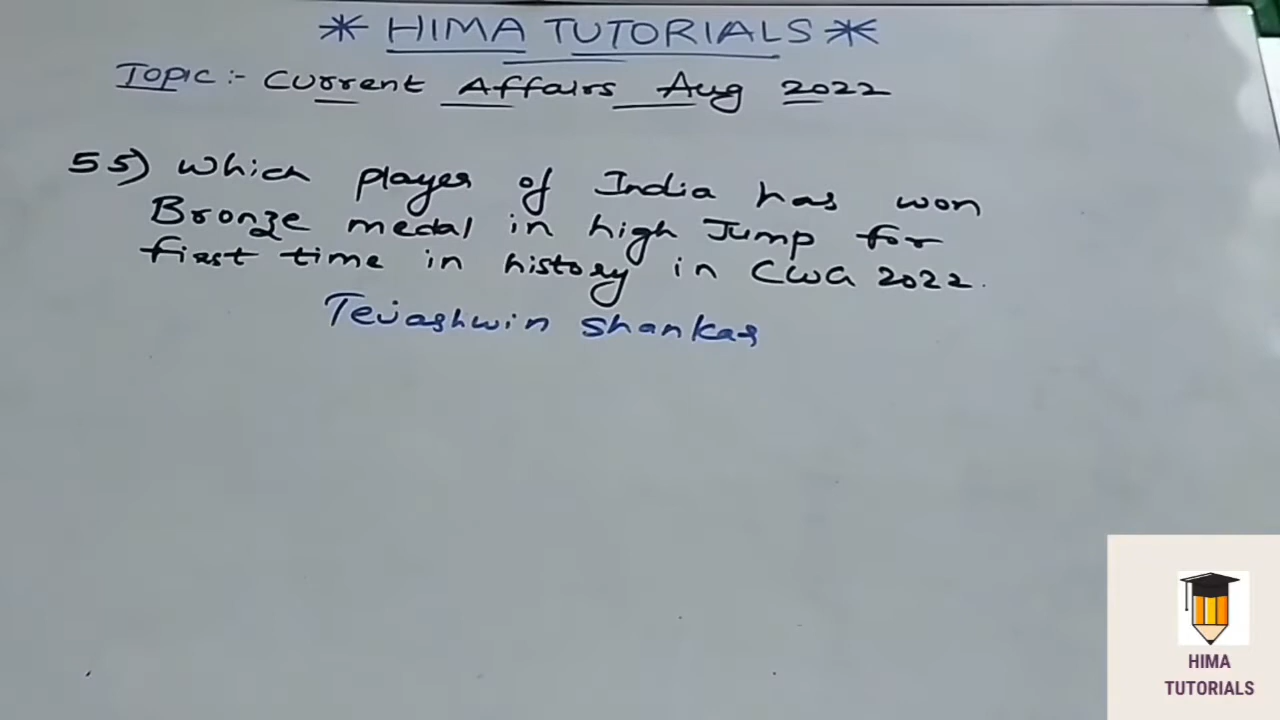 * HIMA TUTORIALS *
Topic:- Current Affairs Aug 2022
55) Which player of India has won
Bronze medal in high Jump for
first time in history in CWG 2022.
Tejashwin Shankar
HIMA
TUTORIALS